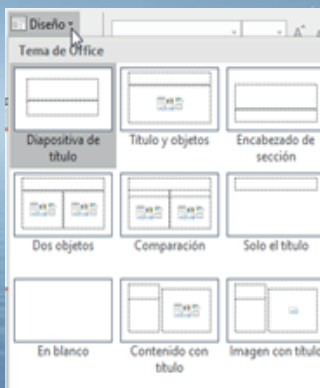 Diseño
Tema de Office
Diapositiva de título
Título y objetos
Encabezado de sección
Dos objetos
Comparación
Solo el título
En blanco
Contenido con título
Imagen con título